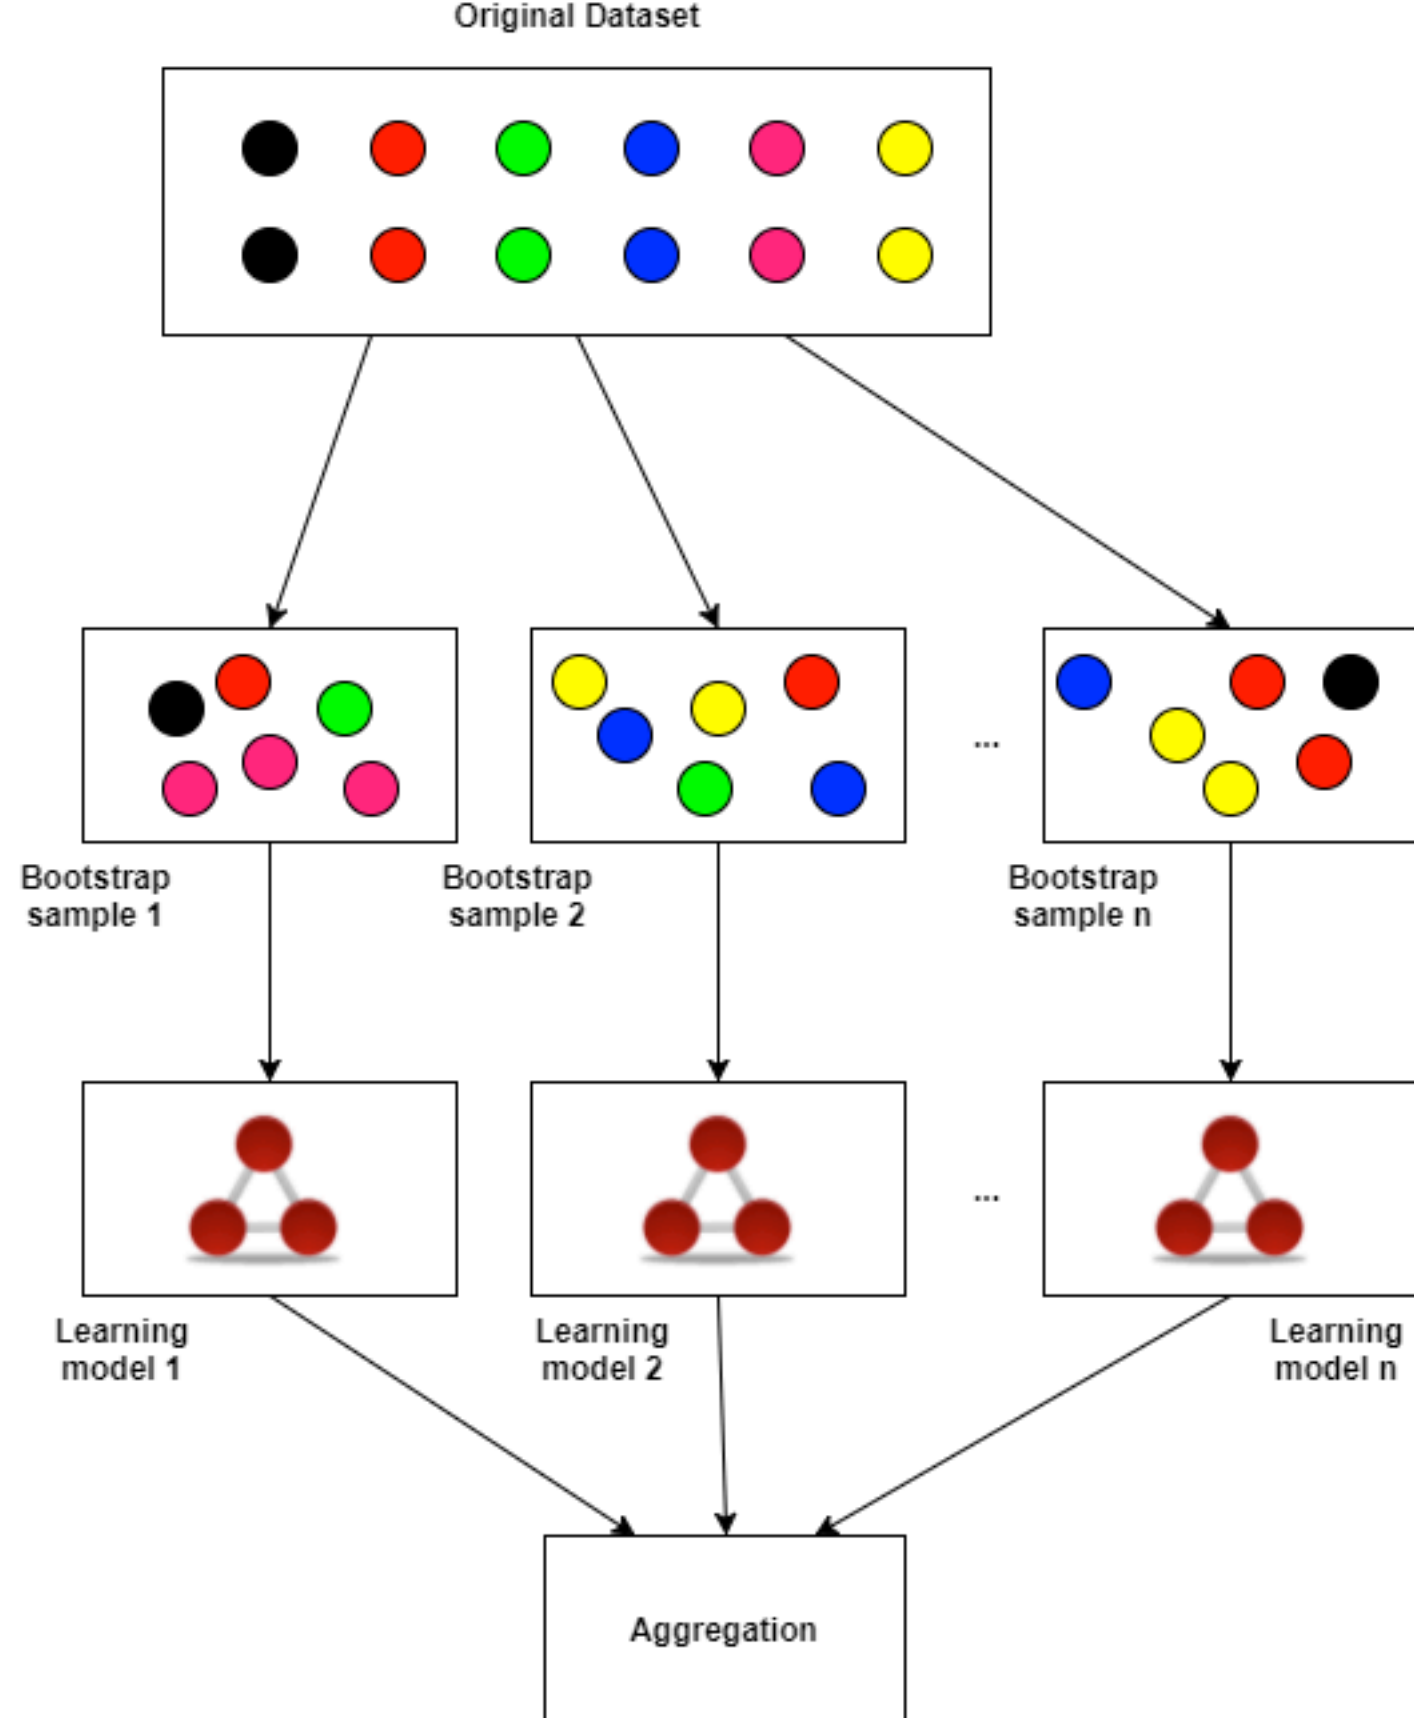 Original Dataset
...
Bootstrap
sample 1
Bootstrap
sample 2
Bootstrap
sample n
...
Learning
model 1
Learning
model 2
Learning
model n
Aggregation